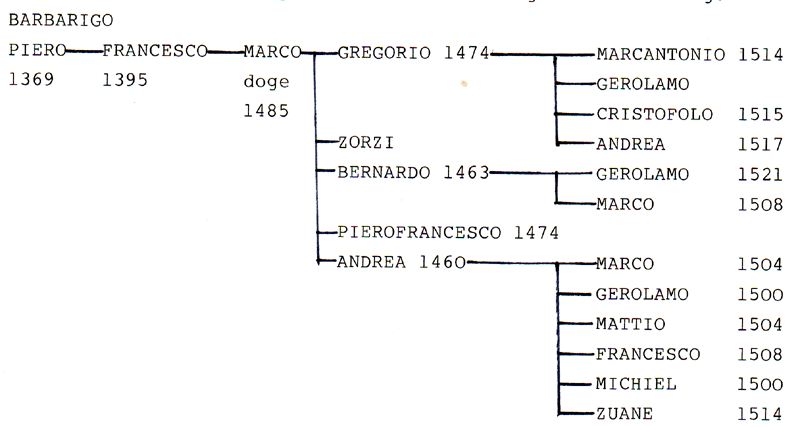 BARBARIGO
PIERO FRANCESCO MARCO GREGORIO 1474 MARCANTONIO 1514
1369 1395 doge GEROLAMO
1485 CRISTOFOLO 1515
ZORZI ANDREA 1517
BERNARDO 1463 GEROLAMO 1521
MARCO 1508
PIEROFRANCESCO 1474
ANDREA 1460 MARCO 1504
GEROLAMO 1500
MATTIO 1504
FRANCESCO 1508
MICHIEL 1500
ZUANE 1514